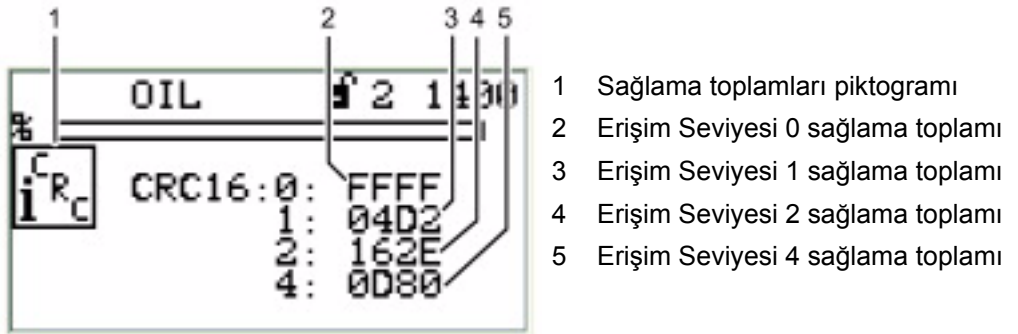 1 2 3 4 5
OIL 2 1400
%
i CRC
CRC16:0: FFFF
1: 04D2
2: 162E
4: 0D80
1 Sağlama toplamları piktogramı
2 Erişim Seviyesi 0 sağlama toplamı
3 Erişim Seviyesi 1 sağlama toplamı
4 Erişim Seviyesi 2 sağlama toplamı
5 Erişim Seviyesi 4 sağlama toplamı